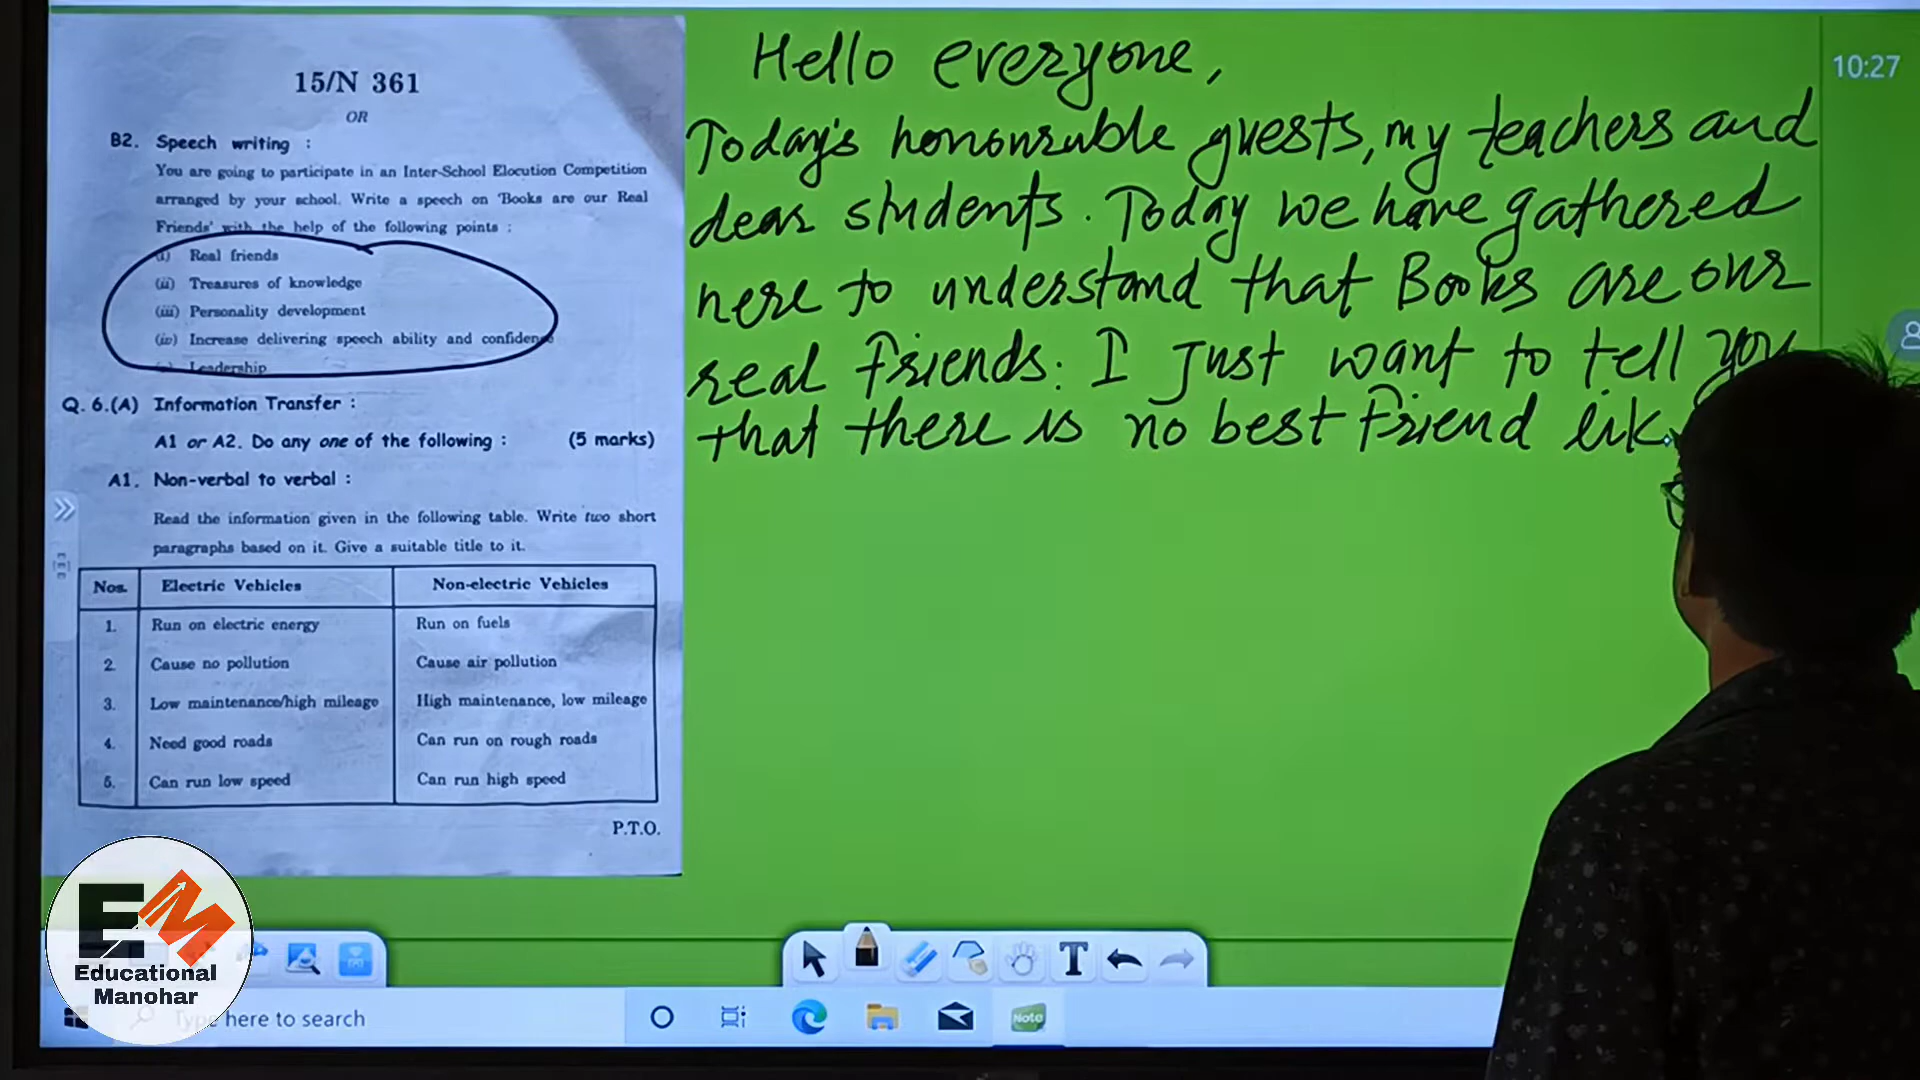 15/N 361
OR
B2. Speech writing :
You are going to participate in an Inter-School Elocution Competition
arranged by your school. Write a speech on 'Books are our Real
Friends' with the help of the following points :
(i) Real friends
(ii) Treasures of knowledge
(iii) Personality development
(iv) Increase delivering speech ability and confidence
Leadership
Q. 6.(A) Information Transfer :
A1 or A2. Do any one of the following : (5 marks)
A1. Non-verbal to verbal :
Read the information given in the following table. Write two short
paragraphs based on it. Give a suitable title to it.
Nos. Electric Vehicles Non-electric Vehicles
1. Run on electric energy Run on fuels
2. Cause no pollution Cause air pollution
3. Low maintenance/high mileage High maintenance, low mileage
4. Need good roads Can run on rough roads
5. Can run low speed Can run high speed
P.T.O.
Hello everyone,
Today's honourable guests, my teachers and
dear students. Today we have gathered
here to understand that Books are our
real friends. I just want to tell you
that there is no best friend lik
10:27
EM
Educational
Manohar
Type here to search
T
Note